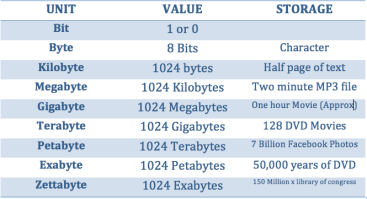 UNIT VALUE STORAGE
Bit 1 or 0
Byte 8 Bits Character
Kilobyte 1024 bytes Half page of text
Megabyte 1024 Kilobytes Two minute MP3 file
Gigabyte 1024 Megabytes One hour Movie (Approx)
Terabyte 1024 Gigabytes 128 DVD Movies
Petabyte 1024 Terabytes 7 Billion Facebook Photos
Exabyte 1024 Petabytes 50,000 years of DVD
Zettabyte 1024 Exabytes 150 Million x library of congress